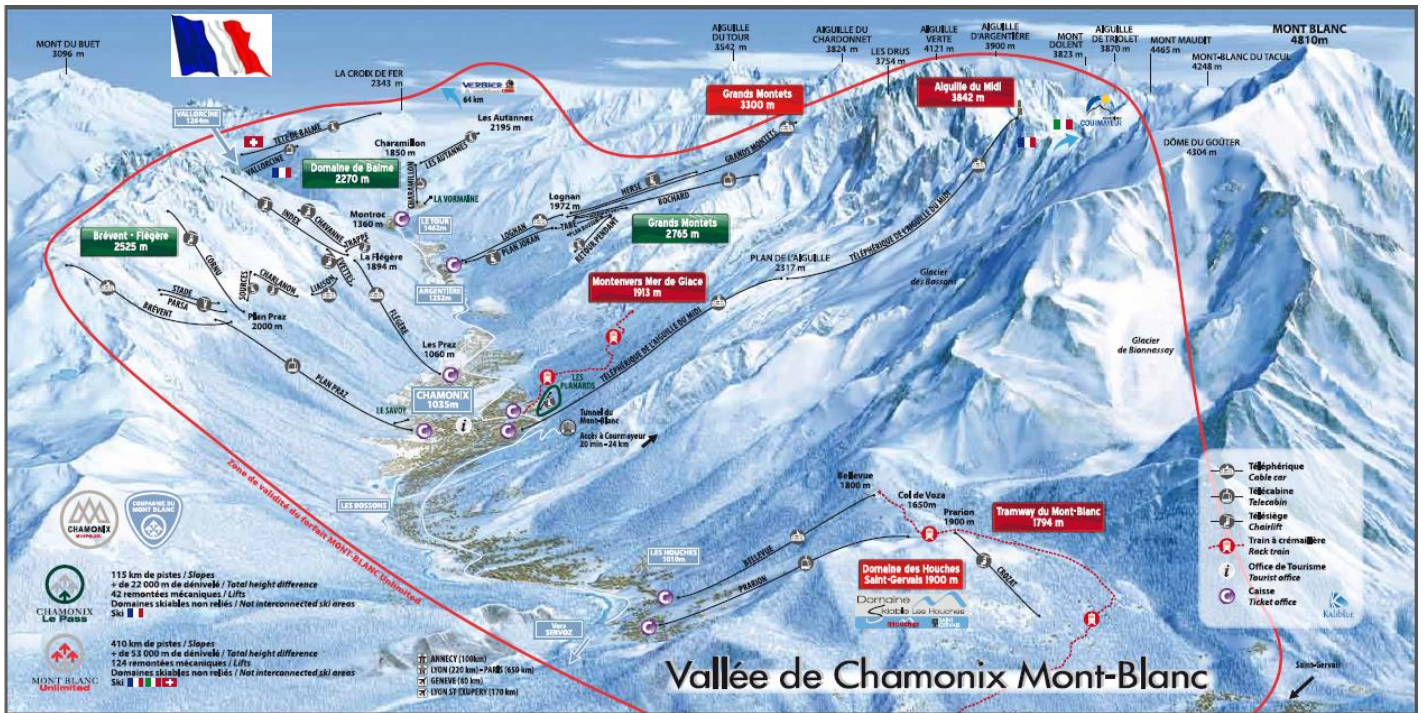 MONT DU BUET
3096 m
LA CROIX DE FER
2343 m
VERBIER
64 km
AIGUILLE
DU TOUR
3542 m
AIGUILLE DU
CHARDONNET
3824 m
LES DRUS
3754 m
AIGUILLE
VERTE
4121 m
AIGUILLE
D'ARGENTIÈRE
3900 m
MONT
DOLENT
3823 m
AIGUILLE
DE TRIOLET
3870 m
MONT MAUDIT
4465 m
MONT-BLANC DU TACUL
4248 m
MONT BLANC
4810m
DÔME DU GOÛTER
4304 m
COURMAYEUR
Grands Montets
3300 m
Aiguille du Midi
3842 m
VALLORCINE
1264m
TÊTE DE BALME
VALLORCINE
Domaine de Balme
2270 m
Charamillon
1850 m
Les Autannes
2195 m
LES AUTANNES
CHARAMILLON
LA VORMAINE
Montroc
1360 m
LE TOUR
1462m
Lognan
1972 m
GRANDS MONTETS
HERSE
BOCHARD
LOGNAN
PLAN JORAN
TABE
RETOUR PENDANT
Grands Montets
2765 m
Brévent - Flégère
2525 m
INDEX
CHAVANNE
TRAPPE
EVETTES
La Flégère
1894 m
CORNU
SOURCES
CHARLANON
LIAISON
STADE
PARSA
BRÉVENT
Plan Praz
2000 m
FLÉGÈRE
ARGENTIÈRE
1252m
Les Praz
1060 m
PLAN PRAZ
CHAMONIX
1035m
LE SAVOY
LES PLANARDS
Montenvers Mer de Glace
1913 m
PLAN DE L'AIGUILLE
2317 m
TÉLÉPHÉRIQUE DE L'AIGUILLE DU MIDI
TÉLÉPHÉRIQUE DE L'AIGUILLE DU MIDI
Glacier
des Bossons
Glacier
de Bionnassay
Tunnel du
Mont-Blanc
Accès à Courmayeur
20 min - 24 km
LES BOSSONS
Zone de validité du forfait MONT-BLANC Unlimited
Bellevue
1800 m
Col de Voza
1650m
Prarion
1900 m
Tramway du Mont-Blanc
1794 m
LES HOUCHES
1010m
BELLEVUE
PRARION
CROZAT
Domaine des Houches
Saint-Gervais 1900 m
Domaine
Skiable Les Houches
Vers
SERVOZ
CHAMONIX
COMPAGNIE DU
MONT BLANC
CHAMONIX
Le Pass
115 km de pistes / Slopes
+ de 22 000 m de dénivelé / Total height difference
42 remontées mécaniques / Lifts
Domaines skiables non reliés / Not interconnected ski areas
Ski
MONT BLANC
Unlimited
410 km de pistes / Slopes
+ de 53 000 m de dénivelé / Total height difference
124 remontées mécaniques / Lifts
Domaines skiables non reliés / Not interconnected ski areas
Ski
ANNECY (100km)
LYON (220 km) - PARIS (650 km)
GENEVE (80 km)
LYON ST EXUPERY (170 km)
Téléphérique
Cable car
Télécabine
Telecabin
Télésiège
Chairlift
Train à crémaillère
Rack train
Office de Tourisme
Tourist office
Caisse
Ticket office
KALIBLUE
Saint-Gervais
Vallée de Chamonix Mont-Blanc